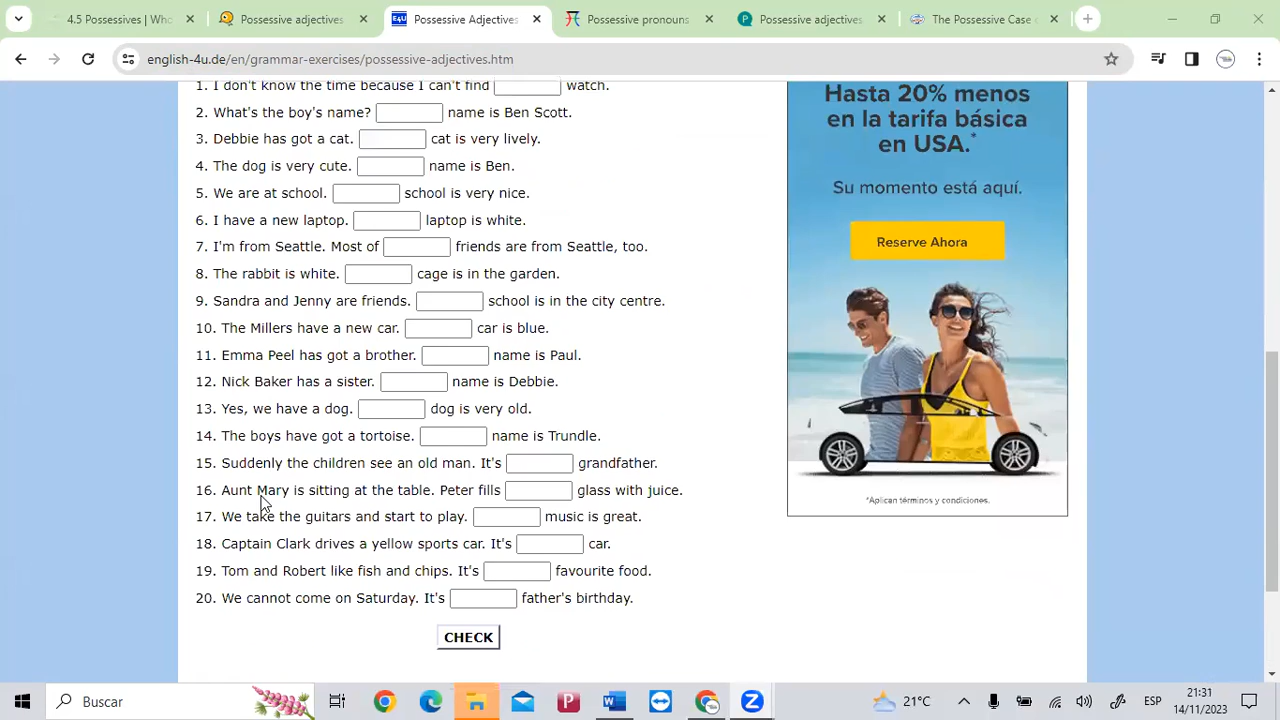 4.5 Possessives | Who
Possessive adjectives
Possessive Adjectives
Possessive pronouns
Possessive adjectives
The Possessive Case o
english-4u.de/en/grammar-exercises/possessive-adjectives.htm
1. I don't know the time because I can't find watch.
2. What's the boy's name? name is Ben Scott.
3. Debbie has got a cat. cat is very lively.
4. The dog is very cute. name is Ben.
5. We are at school. school is very nice.
6. I have a new laptop. laptop is white.
7. I'm from Seattle. Most of friends are from Seattle, too.
8. The rabbit is white. cage is in the garden.
9. Sandra and Jenny are friends. school is in the city centre.
10. The Millers have a new car. car is blue.
11. Emma Peel has got a brother. name is Paul.
12. Nick Baker has a sister. name is Debbie.
13. Yes, we have a dog. dog is very old.
14. The boys have got a tortoise. name is Trundle.
15. Suddenly the children see an old man. It's grandfather.
16. Aunt Mary is sitting at the table. Peter fills glass with juice.
17. We take the guitars and start to play. music is great.
18. Captain Clark drives a yellow sports car. It's car.
19. Tom and Robert like fish and chips. It's favourite food.
20. We cannot come on Saturday. It's father's birthday.
CHECK
Hasta 20% menos
en la tarifa básica
en USA.*
Su momento está aquí.
Reserve Ahora
*Aplican términos y condiciones.
Buscar
21°C
ESP
21:31
14/11/2023